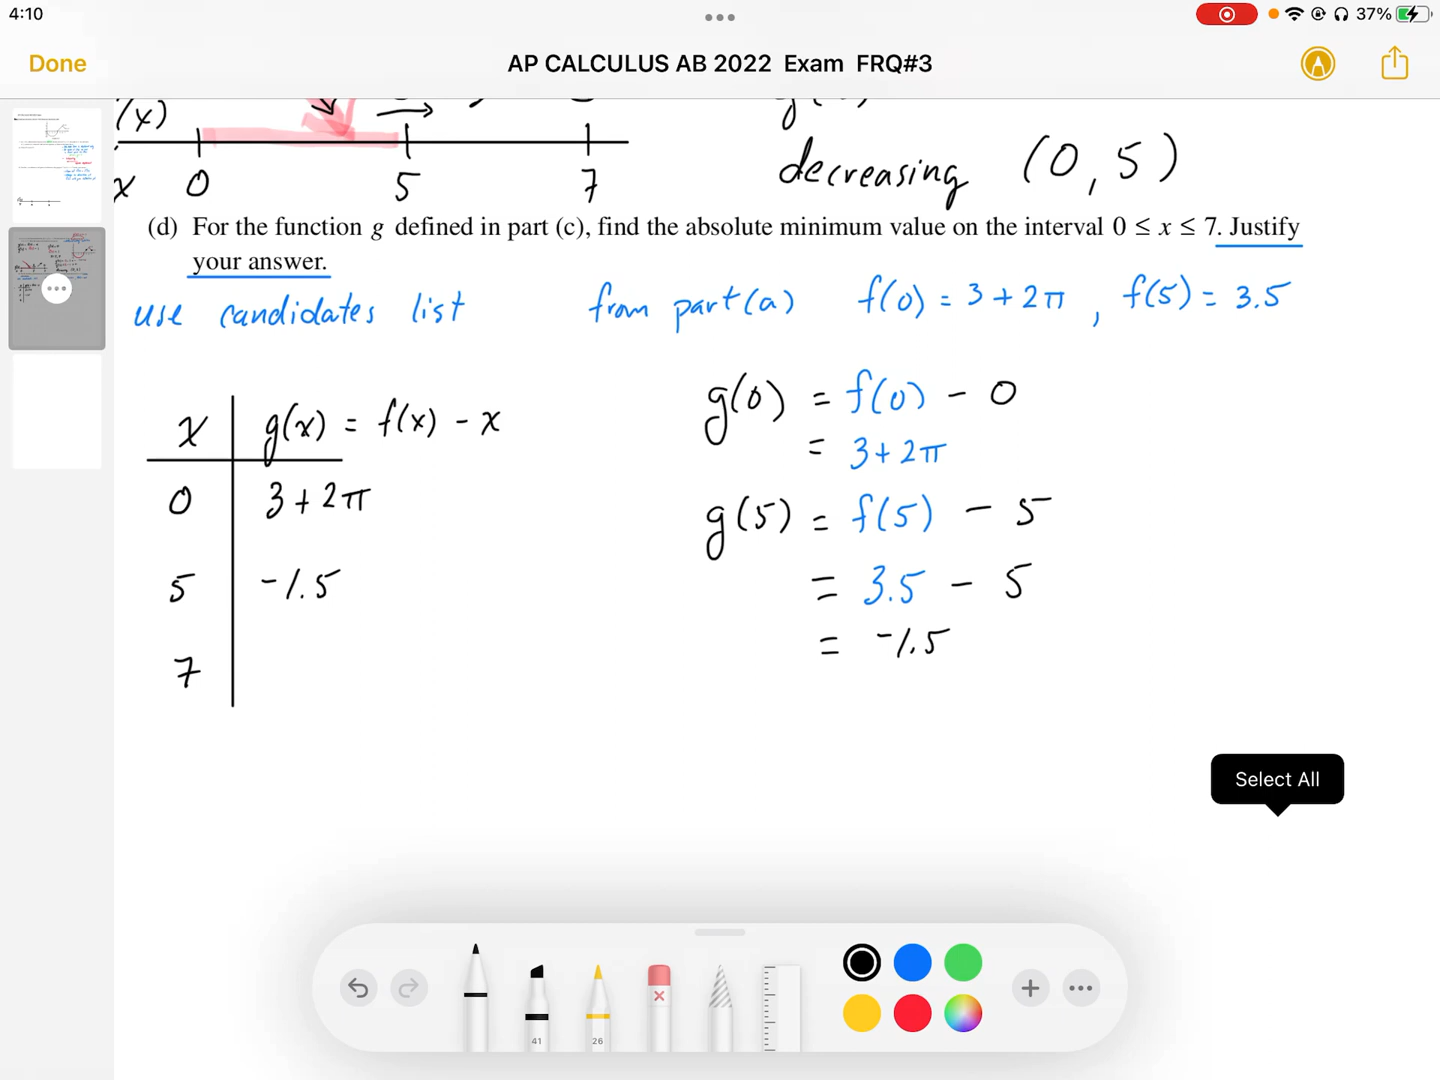 4:10
37%
Done
AP CALCULUS AB 2022 Exam FRQ#3
(x)
x 0 5 7
decreasing (0, 5)
(d) For the function g defined in part (c), find the absolute minimum value on the interval 0 ≤ x ≤ 7. Justify
your answer.
use candidates list from part(a) f(0) = 3 + 2π , f(5) = 3.5
x g(x) = f(x) - x
0 3 + 2π
5 -1.5
7
g(0) = f(0) - 0
= 3 + 2π
g(5) = f(5) - 5
= 3.5 - 5
= -1.5
Select All
41
26